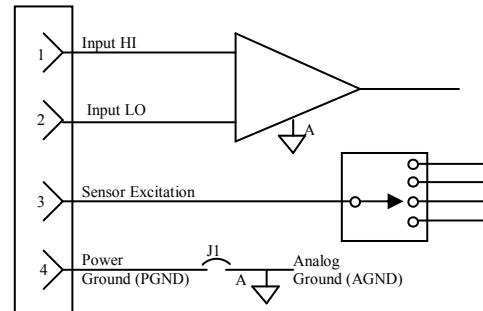 1 Input HI
2 Input LO
A
3 Sensor Excitation
4 Power Ground (PGND)
J1
A
Analog Ground (AGND)